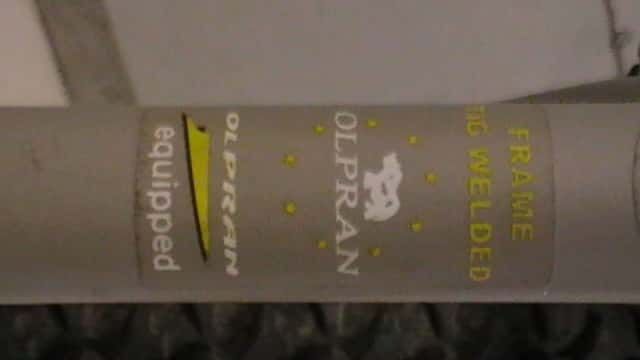 FRAME
TIG WELDED
OLPRAN
OLPRAN
equipped